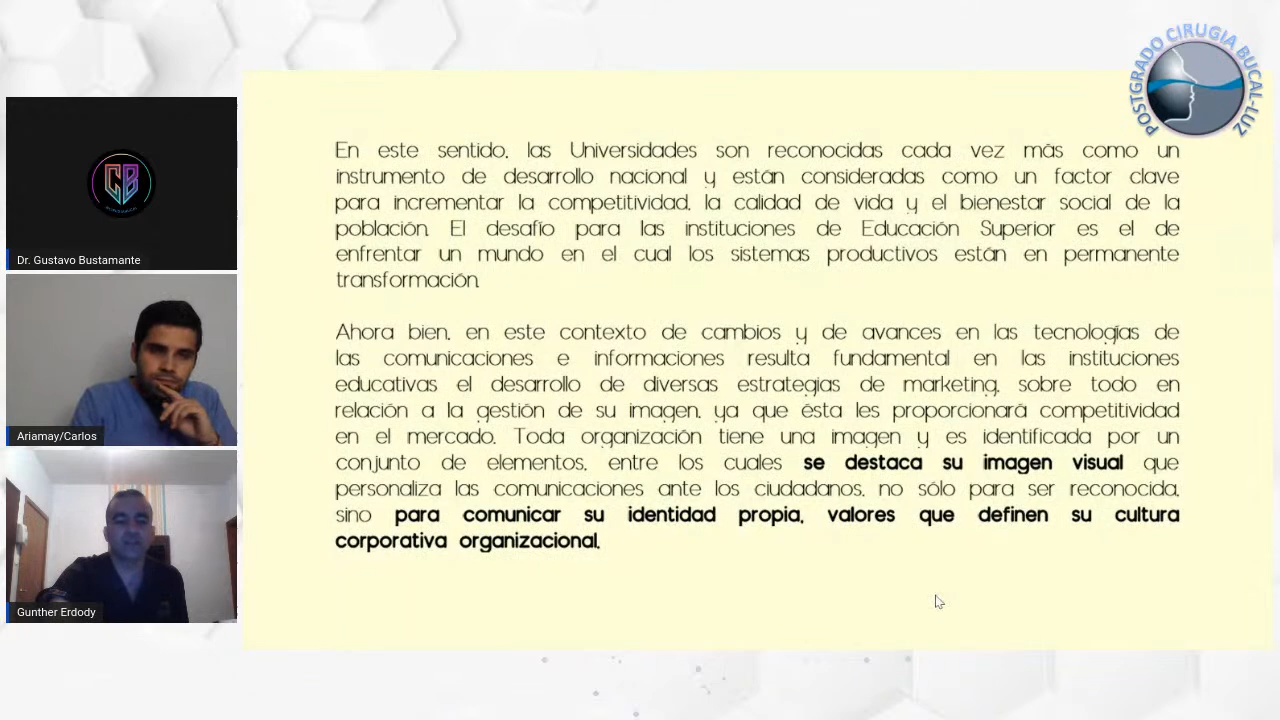 POSTGRADO CIRUGIA BUCAL-LUZ
En este sentido, las Universidades son reconocidas cada vez más como un
instrumento de desarrollo nacional y están consideradas como un factor clave
para incrementar la competitividad, la calidad de vida y el bienestar social de la
población. El desafío para las instituciones de Educación Superior es el de
enfrentar un mundo en el cual los sistemas productivos están en permanente
transformación.
Ahora bien, en este contexto de cambios y de avances en las tecnologías de
las comunicaciones e informaciones resulta fundamental en las instituciones
educativas el desarrollo de diversas estrategias de marketing, sobre todo en
relación a la gestión de su imagen, ya que ésta les proporcionará competitividad
en el mercado. Toda organización tiene una imagen y es identificada por un
conjunto de elementos, entre los cuales se destaca su imagen visual que
personaliza las comunicaciones ante los ciudadanos, no sólo para ser reconocida,
sino para comunicar su identidad propia, valores que definen su cultura
corporativa organizacional.
CB
Dr. Gustavo Bustamante
Ariamay/Carlos
Gunther Erdody